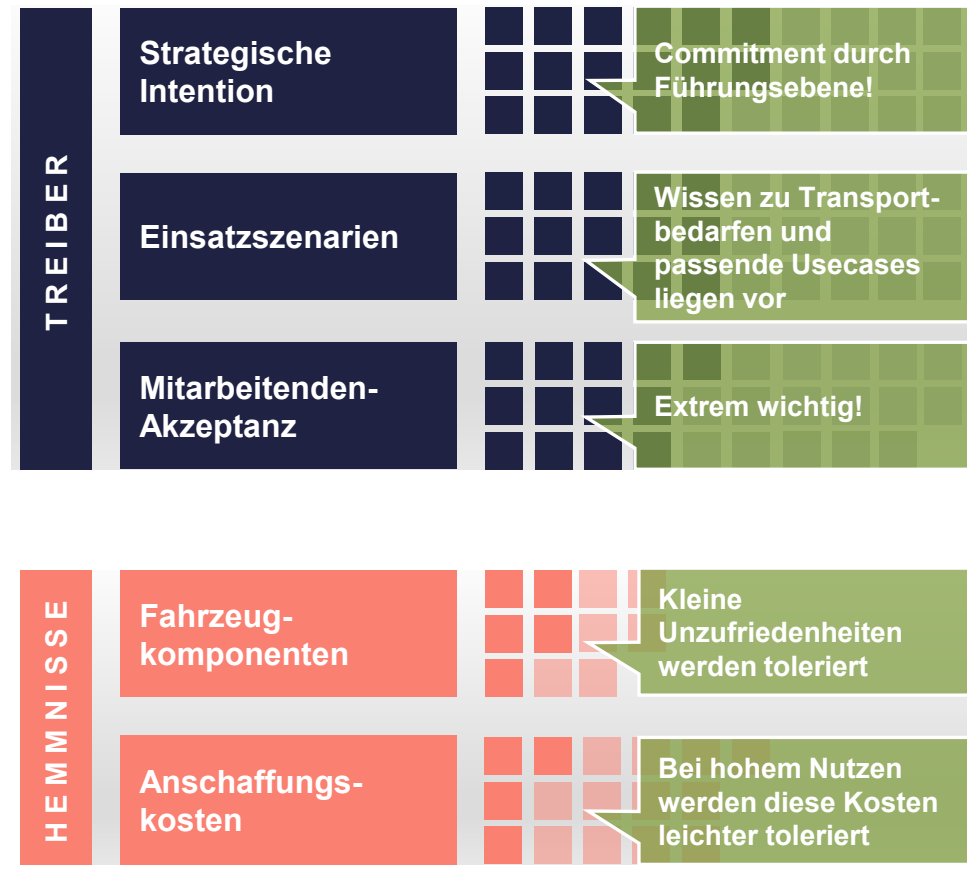 TREIBER
Strategische
Intention
Commitment durch
Führungsebene!
Einsatzszenarien
Wissen zu Transport-
bedarfen und
passende Usecases
liegen vor
Mitarbeitenden-
Akzeptanz
Extrem wichtig!
HEMMNISSE
Fahrzeug-
komponenten
Kleine
Unzufriedenheiten
werden toleriert
Anschaffungs-
kosten
Bei hohem Nutzen
werden diese Kosten
leichter toleriert